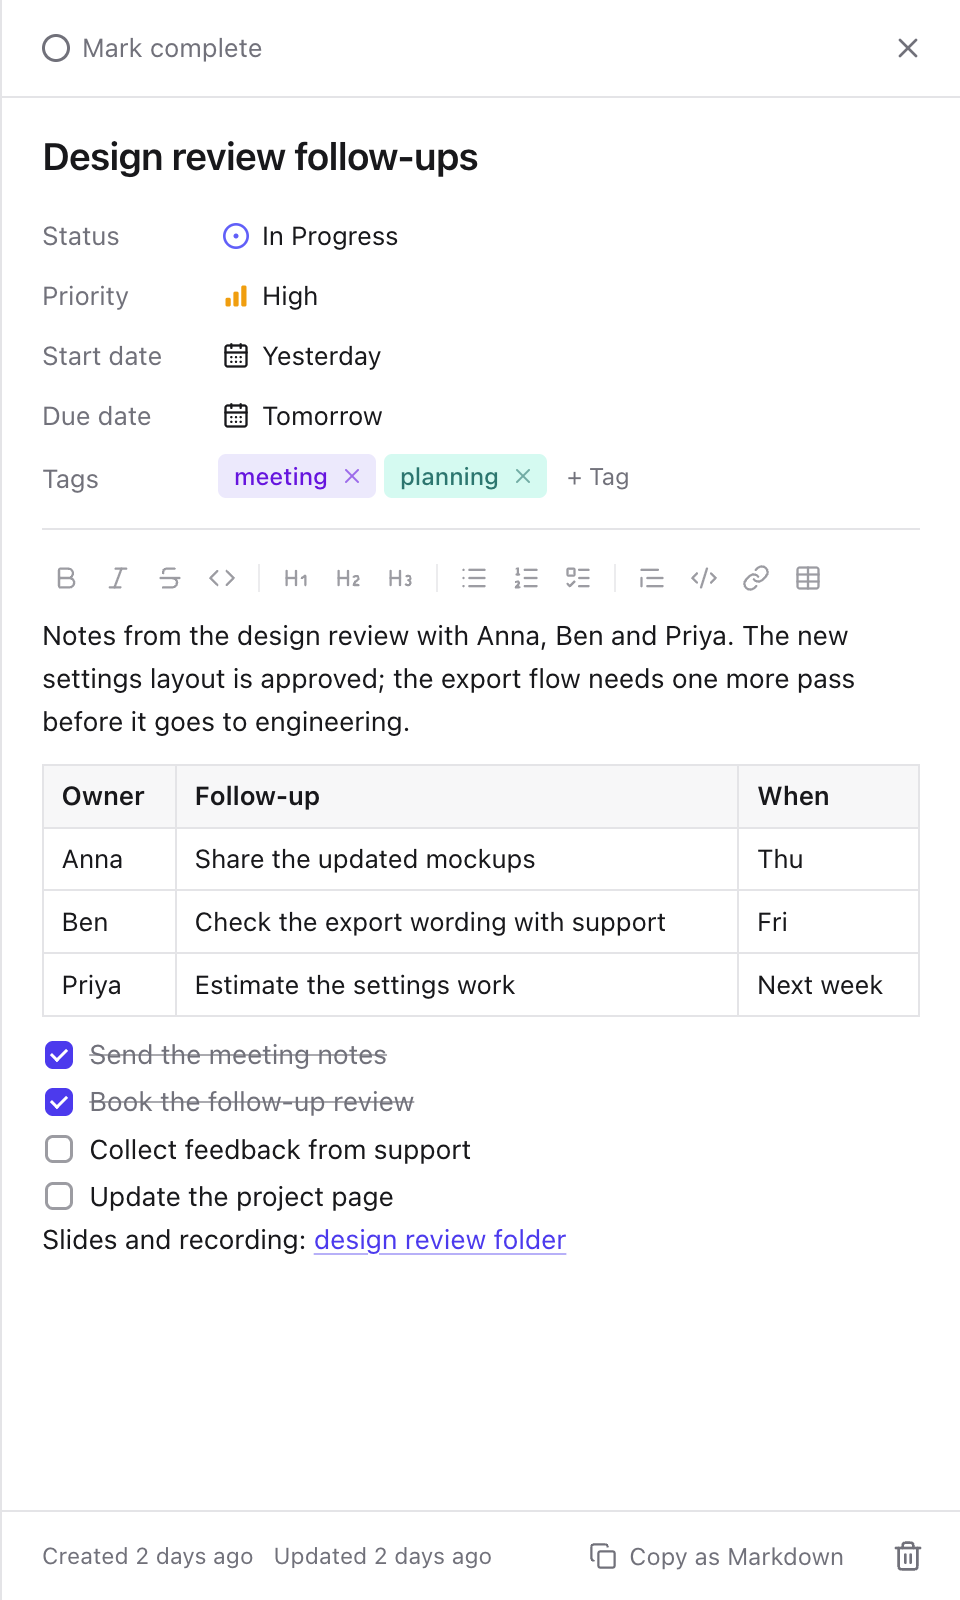 Mark complete
Design review follow-ups
Status In Progress
Priority High
Start date Yesterday
Due date Tomorrow
Tags meeting planning + Tag
H1 H2 H3
Notes from the design review with Anna, Ben and Priya. The new
settings layout is approved; the export flow needs one more pass
before it goes to engineering.
Owner Follow-up When
Anna Share the updated mockups Thu
Ben Check the export wording with support Fri
Priya Estimate the settings work Next week
Send the meeting notes
Book the follow-up review
Collect feedback from support
Update the project page
Slides and recording: design review folder
Created 2 days ago Updated 2 days ago Copy as Markdown